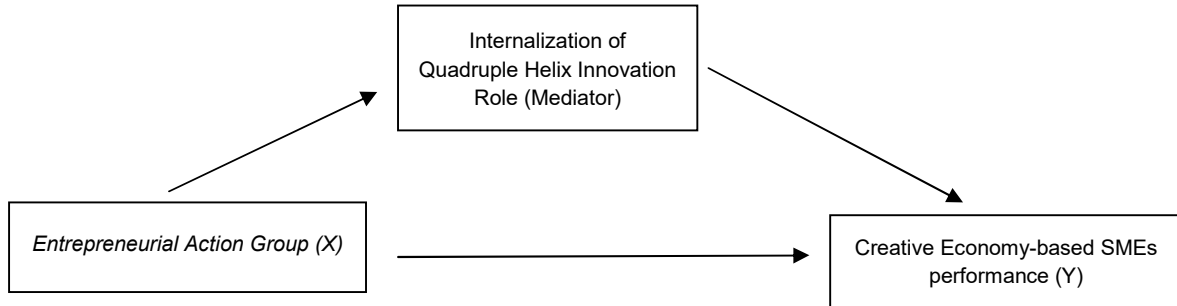 Internalization of
Quadruple Helix Innovation
Role (Mediator)
Entrepreneurial Action Group (X)
Creative Economy-based SMEs
performance (Y)